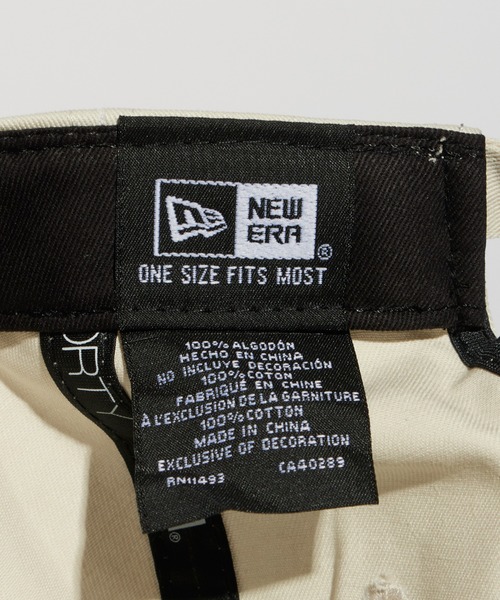 NEW
ERA
®
ONE SIZE FITS MOST
100% ALGODÓN
HECHO EN CHINA
NO INCLUYE DECORACIÓN
100% COTON
FABRIQUÉ EN CHINE
À L'EXCLUSION DE LA GARNITURE
100% COTTON
MADE IN CHINA
EXCLUSIVE OF DECORATION
RN11493 CA40289
ORTY
®